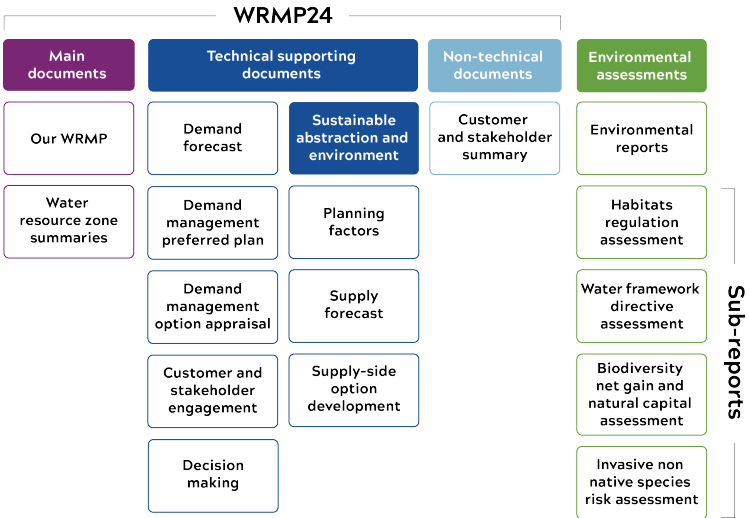 WRMP24
Main
documents
Technical supporting
documents
Non-technical
documents
Environmental
assessments
Our WRMP
Demand
forecast
Sustainable
abstraction and
environment
Customer
and stakeholder
summary
Environmental
reports
Water
resource zone
summaries
Demand
management
preferred plan
Planning
factors
Habitats
regulation
assessment
Demand
management
option appraisal
Supply
forecast
Water framework
directive
assessment
Customer and
stakeholder
engagement
Supply-side
option
development
Biodiversity
net gain and
natural capital
assessment
Decision
making
Invasive non
native species
risk assessment
Sub-reports